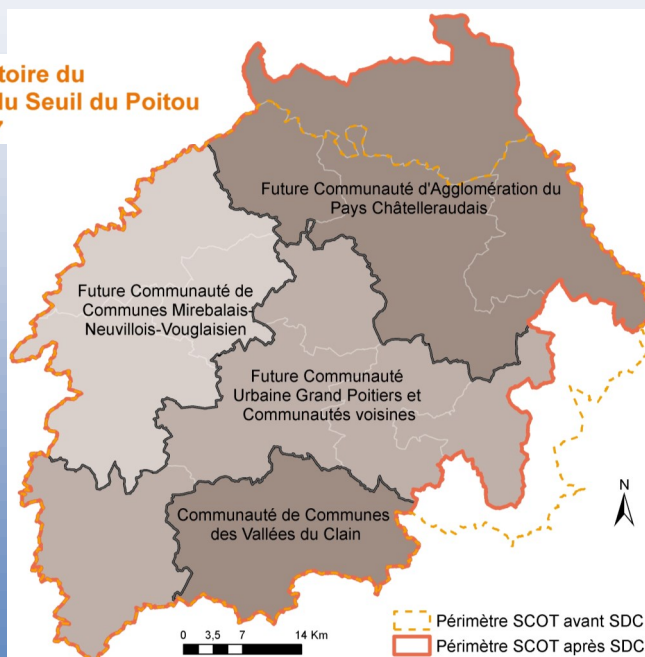 toire du
du Seuil du Poitou
Future Communauté d'Agglomération du
Pays Châtelleraudais
Future Communauté de
Communes Mirebalais-
Neuvillois-Vouglaisien
Future Communauté
Urbaine Grand Poitiers et
Communautés voisines
Communauté de Communes
des Vallées du Clain
N
0 3,5 7 14 Km
Périmètre SCOT avant SDC
Périmètre SCOT après SDC